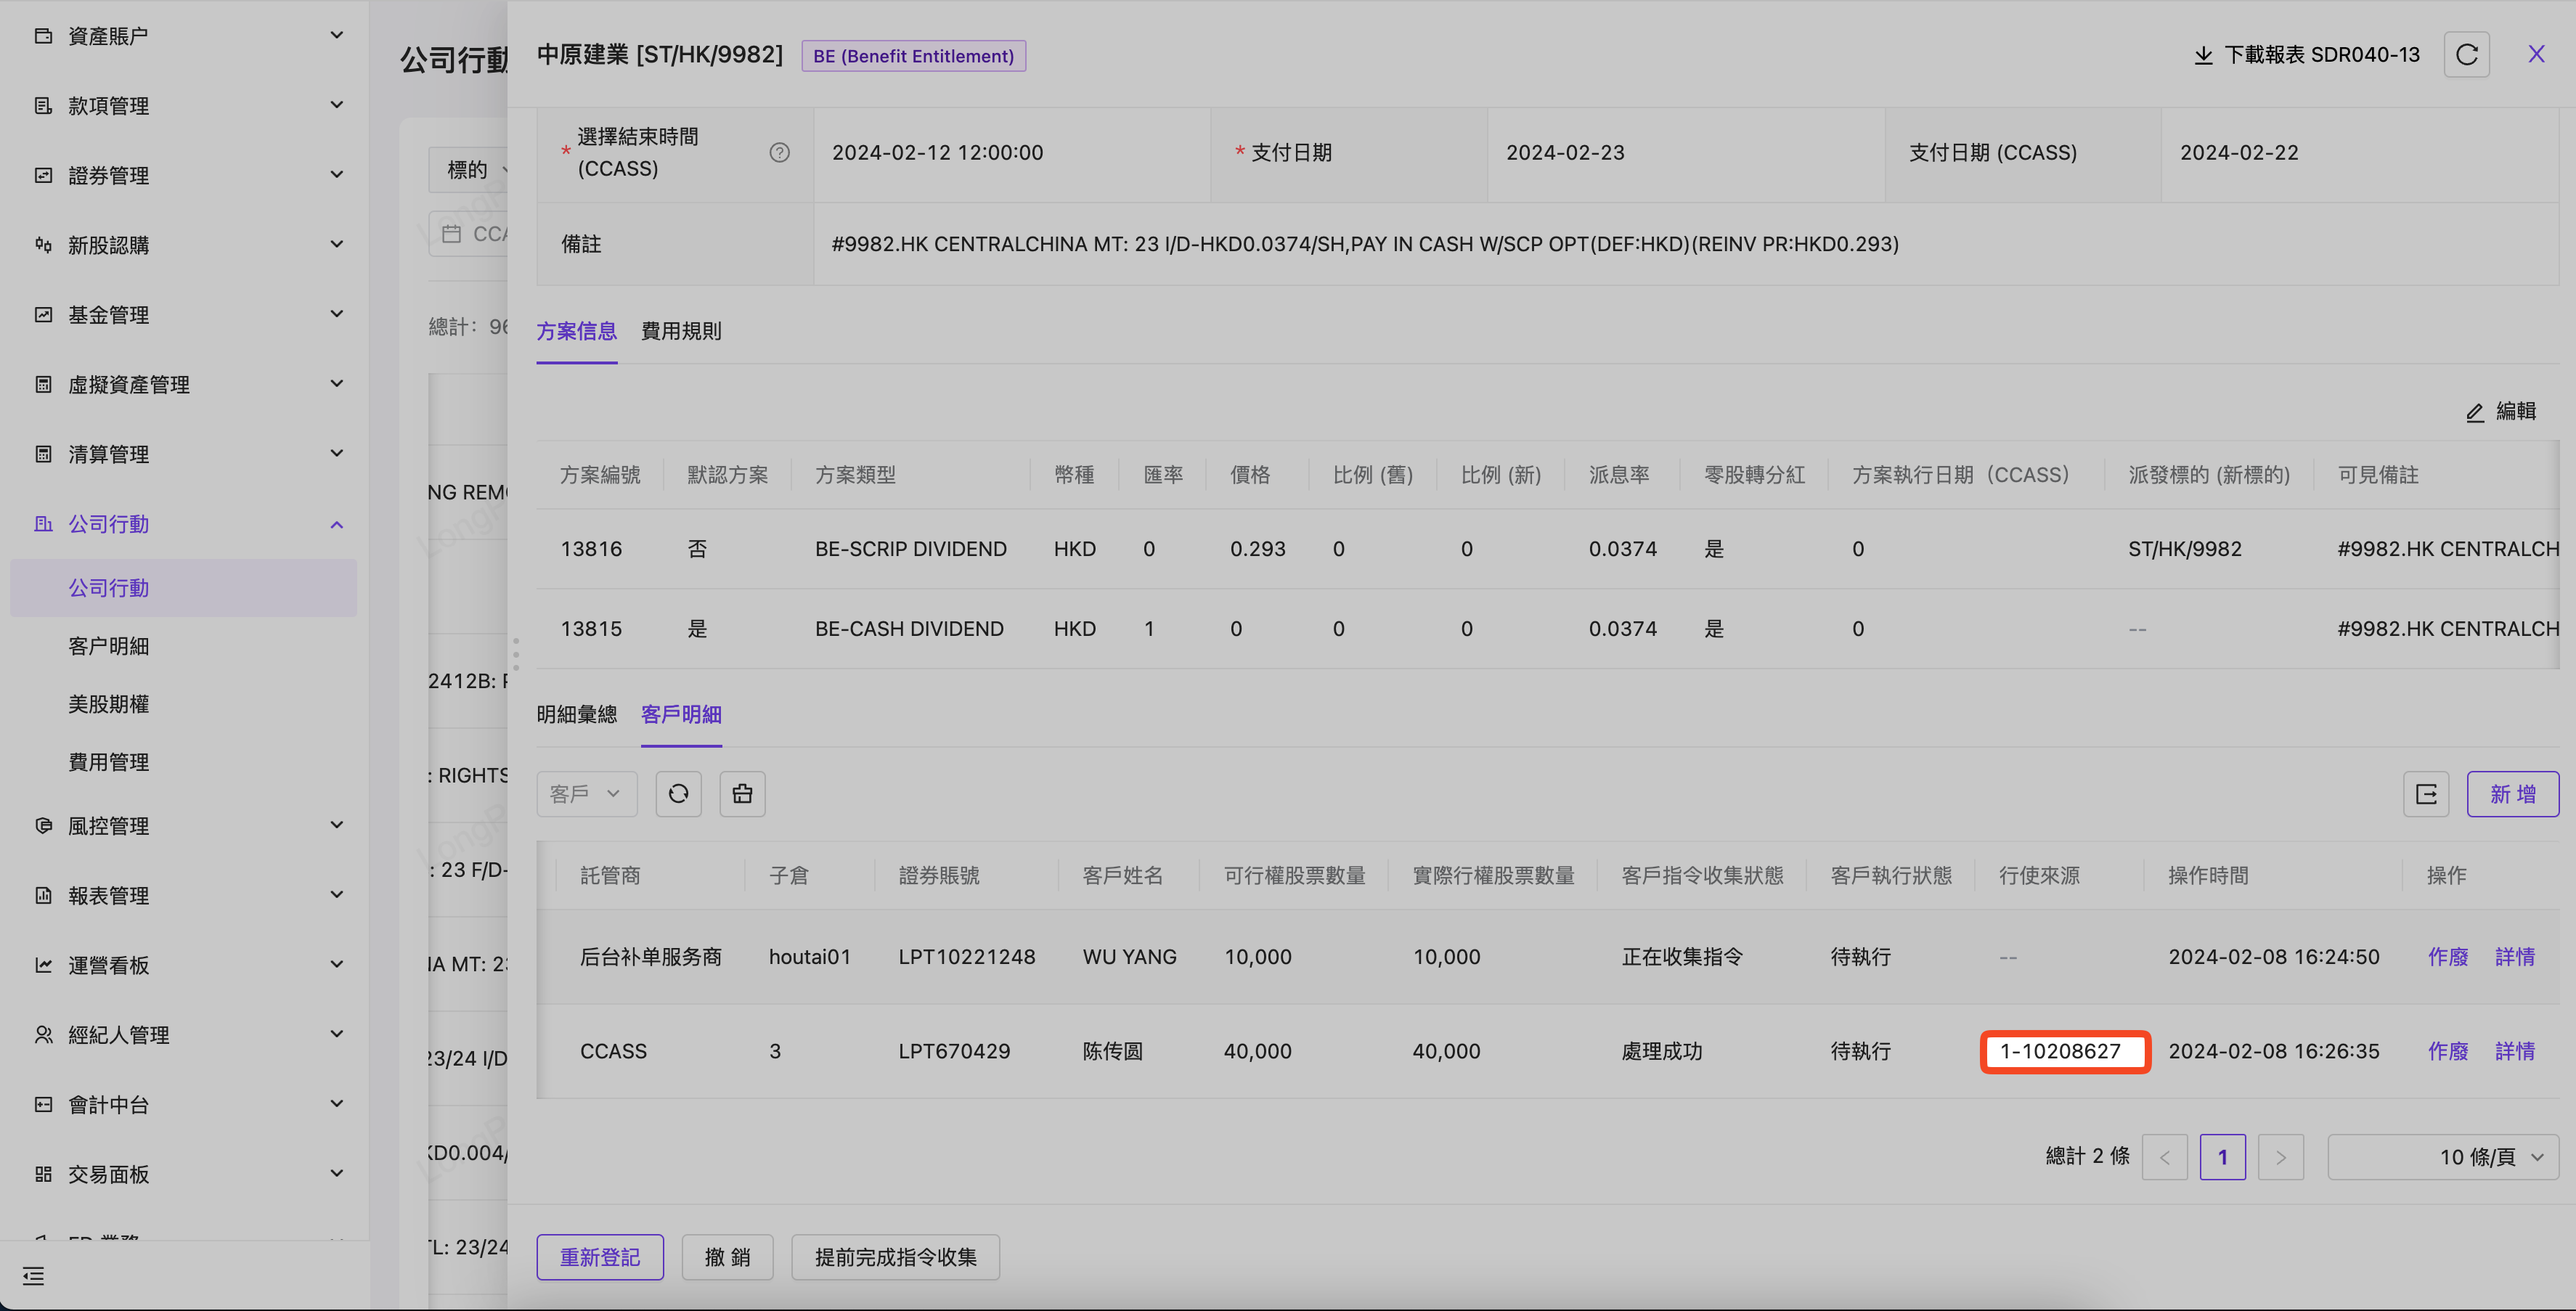 資產賬户
款項管理
證券管理
新股認購
基金管理
虛擬資產管理
清算管理
公司行動
公司行動
客户明細
美股期權
費用管理
風控管理
報表管理
運營看板
經紀人管理
會計中台
交易面板
公司行動
標的
CCA
總計: 96
NG REM
2412B: F
: RIGHTS
: 23 F/D-
IA MT: 23
23/24 I/D
KD0.004/
TL: 23/24
中原建業 [ST/HK/9982] BE (Benefit Entitlement) 下載報表 SDR040-13
* 選擇結束時間 (CCASS) 2024-02-12 12:00:00 * 支付日期 2024-02-23 支付日期 (CCASS) 2024-02-22
備註 #9982.HK CENTRALCHINA MT: 23 I/D-HKD0.0374/SH,PAY IN CASH W/SCP OPT(DEF:HKD)(REINV PR:HKD0.293)
方案信息 費用規則
編輯
方案編號 默認方案 方案類型 幣種 匯率 價格 比例 (舊) 比例 (新) 派息率 零股轉分紅 方案執行日期（CCASS） 派發標的 (新標的) 可見備註
13816 否 BE-SCRIP DIVIDEND HKD 0 0.293 0 0 0.0374 是 0 ST/HK/9982 #9982.HK CENTRALCH
13815 是 BE-CASH DIVIDEND HKD 1 0 0 0 0.0374 是 0 -- #9982.HK CENTRALCH
明細彙總 客戶明細
客戶 新 增
託管商 子倉 證券賬號 客戶姓名 可行權股票數量 實際行權股票數量 客戶指令收集狀態 客戶執行狀態 行使來源 操作時間 操作
后台补单服务商 houtai01 LPT10221248 WU YANG 10,000 10,000 正在收集指令 待執行 -- 2024-02-08 16:24:50 作廢 詳情
CCASS 3 LPT670429 陈传圆 40,000 40,000 處理成功 待執行 1-10208627 2024-02-08 16:26:35 作廢 詳情
總計 2 條 < 1 > 10 條/頁
重新登記 撤 銷 提前完成指令收集